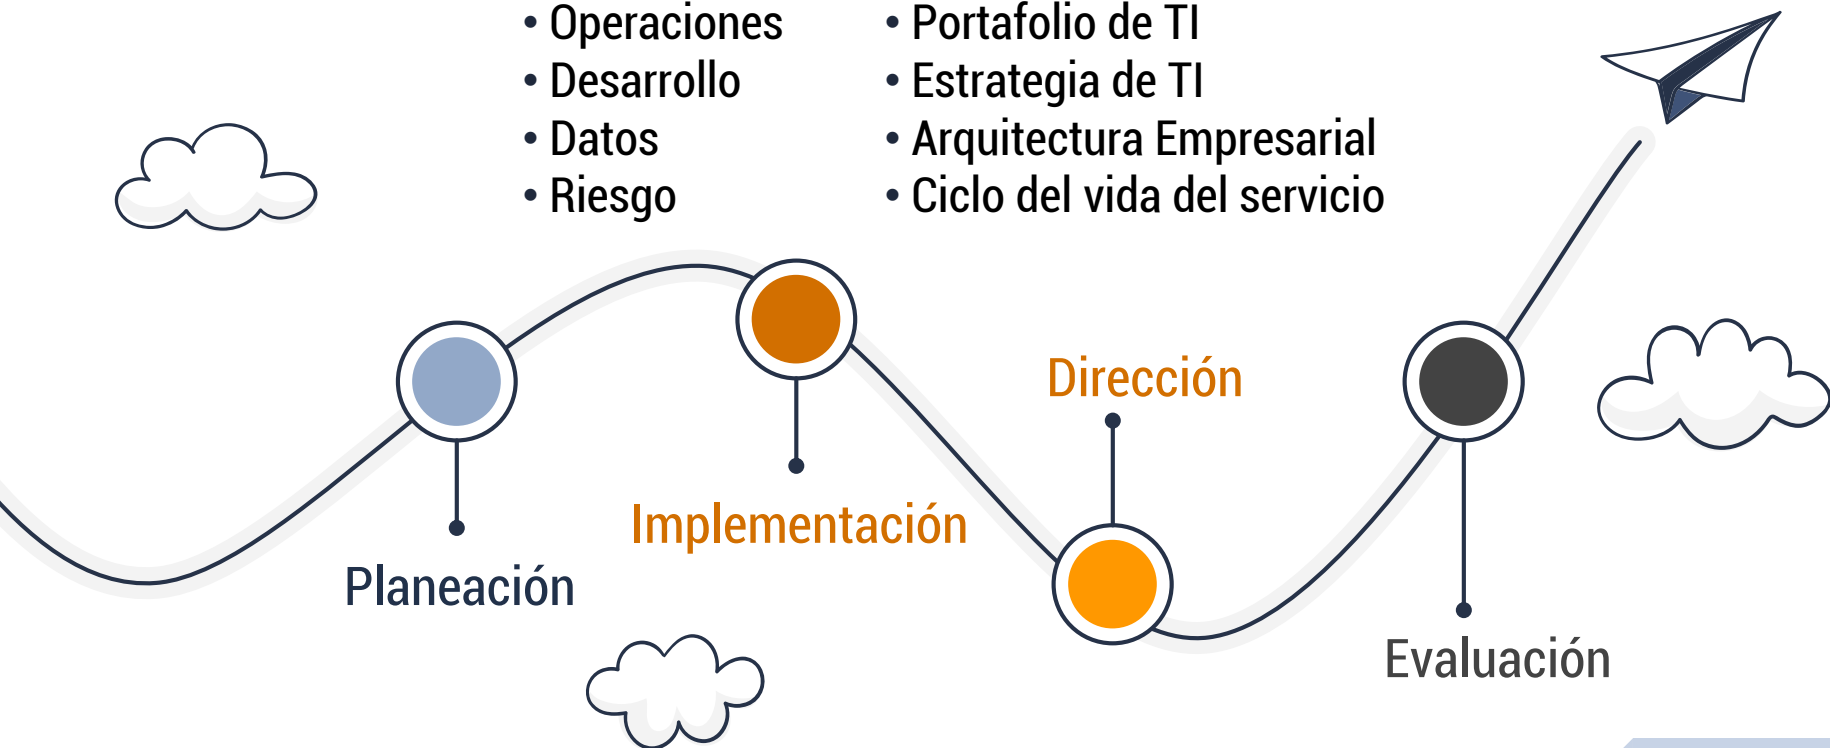 • Operaciones
• Desarrollo
• Datos
• Riesgo
• Portafolio de TI
• Estrategia de TI
• Arquitectura Empresarial
• Ciclo del vida del servicio
Dirección
Implementación
Planeación
Evaluación